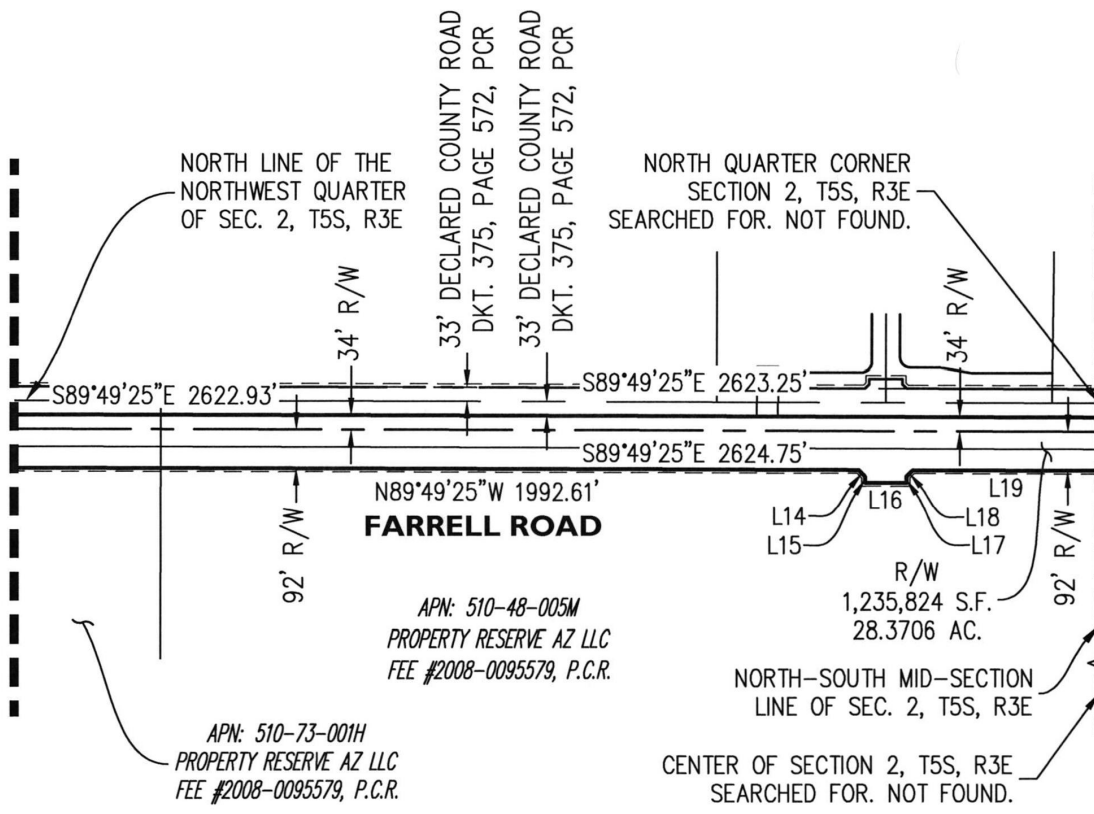 33' DECLARED COUNTY ROAD
DKT. 375, PAGE 572, PCR
33' DECLARED COUNTY ROAD
DKT. 375, PAGE 572, PCR
NORTH LINE OF THE
NORTHWEST QUARTER
OF SEC. 2, T5S, R3E
NORTH QUARTER CORNER
SECTION 2, T5S, R3E
SEARCHED FOR. NOT FOUND.
34' R/W
34' R/W
S89°49'25"E 2622.93'
S89°49'25"E 2623.25'
S89°49'25"E 2624.75'
N89°49'25"W 1992.61'
FARRELL ROAD
92' R/W
L14
L15
L16
L18
L17
L19
R/W
1,235,824 S.F.
28.3706 AC.
92' R/W
APN: 510-48-005M
PROPERTY RESERVE AZ LLC
FEE #2008-0095579, P.C.R.
NORTH-SOUTH MID-SECTION
LINE OF SEC. 2, T5S, R3E
APN: 510-73-001H
PROPERTY RESERVE AZ LLC
FEE #2008-0095579, P.C.R.
CENTER OF SECTION 2, T5S, R3E
SEARCHED FOR. NOT FOUND.